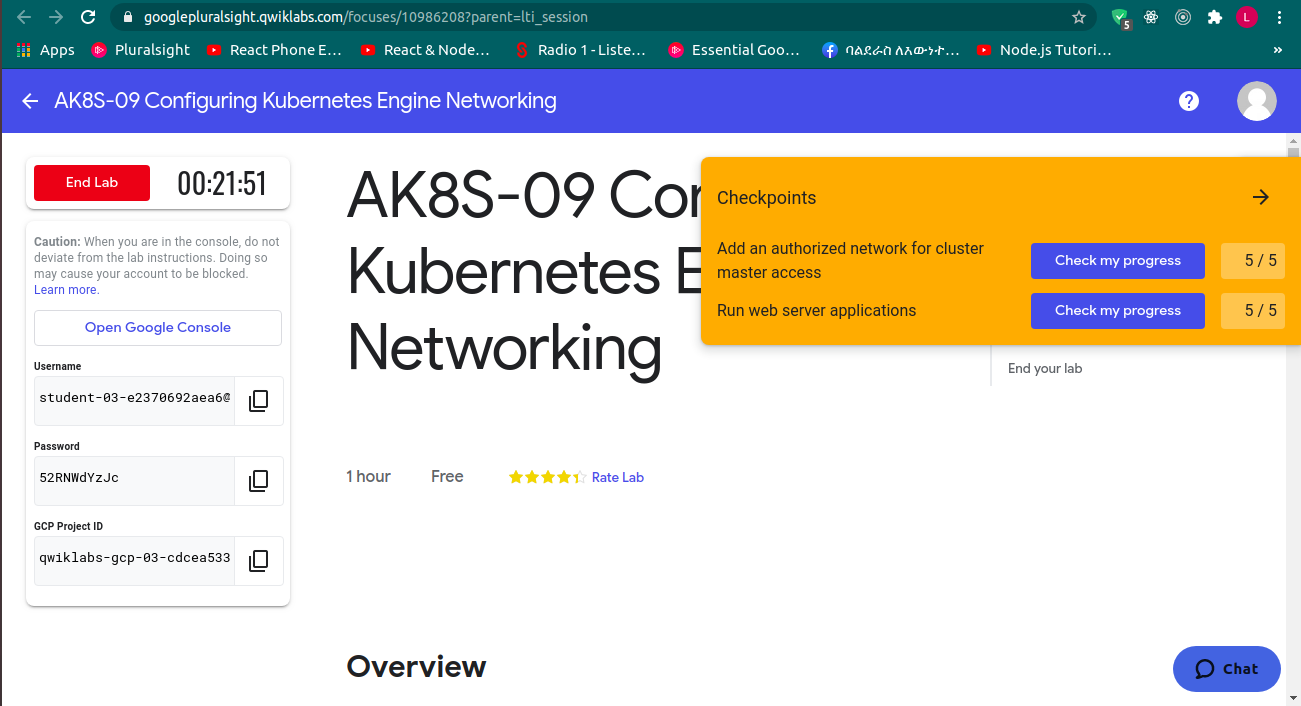 googlepluralsight.qwiklabs.com/focuses/10986208?parent=lti_session
5
L
Apps
Pluralsight
React Phone E...
React & Node...
Radio 1 - Liste...
Essential Goo...
ባልደራስ ለእውነተ...
Node.js Tutori...
»
AK8S-09 Configuring Kubernetes Engine Networking
?
End Lab
00:21:51
Caution: When you are in the console, do not
deviate from the lab instructions. Doing so
may cause your account to be blocked.
Learn more.
Open Google Console
Username
student-03-e2370692aea6@
Password
52RNWdYzJc
GCP Project ID
qwiklabs-gcp-03-cdcea533
AK8S-09 Con
Kubernetes E
Networking
Checkpoints
Add an authorized network for cluster
master access
Check my progress
5 / 5
Run web server applications
Check my progress
5 / 5
End your lab
1 hour
Free
Rate Lab
Overview
Chat